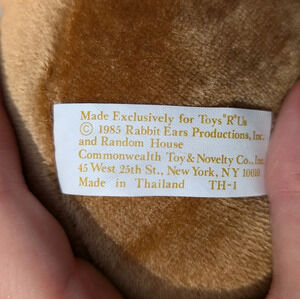 Made Exclusively for Toys "R" Us
© 1985 Rabbit Ears Productions, Inc.
and Random House
Commonwealth Toy & Novelty Co., Inc.
45 West 25th St., New York, NY 10010
Made in Thailand TH-1